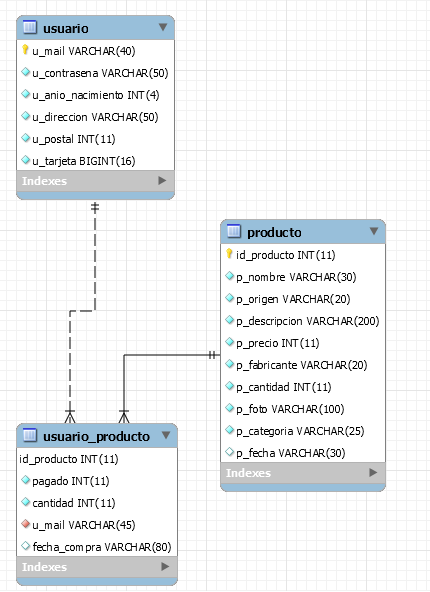 usuario
u_mail VARCHAR(40)
u_contrasena VARCHAR(50)
u_anio_nacimiento INT(4)
u_direccion VARCHAR(50)
u_postal INT(11)
u_tarjeta BIGINT(16)
Indexes
producto
id_producto INT(11)
p_nombre VARCHAR(30)
p_origen VARCHAR(20)
p_descripcion VARCHAR(200)
p_precio INT(11)
p_fabricante VARCHAR(20)
p_cantidad INT(11)
p_foto VARCHAR(100)
p_categoria VARCHAR(25)
p_fecha VARCHAR(30)
Indexes
usuario_producto
id_producto INT(11)
pagado INT(11)
cantidad INT(11)
u_mail VARCHAR(45)
fecha_compra VARCHAR(80)
Indexes